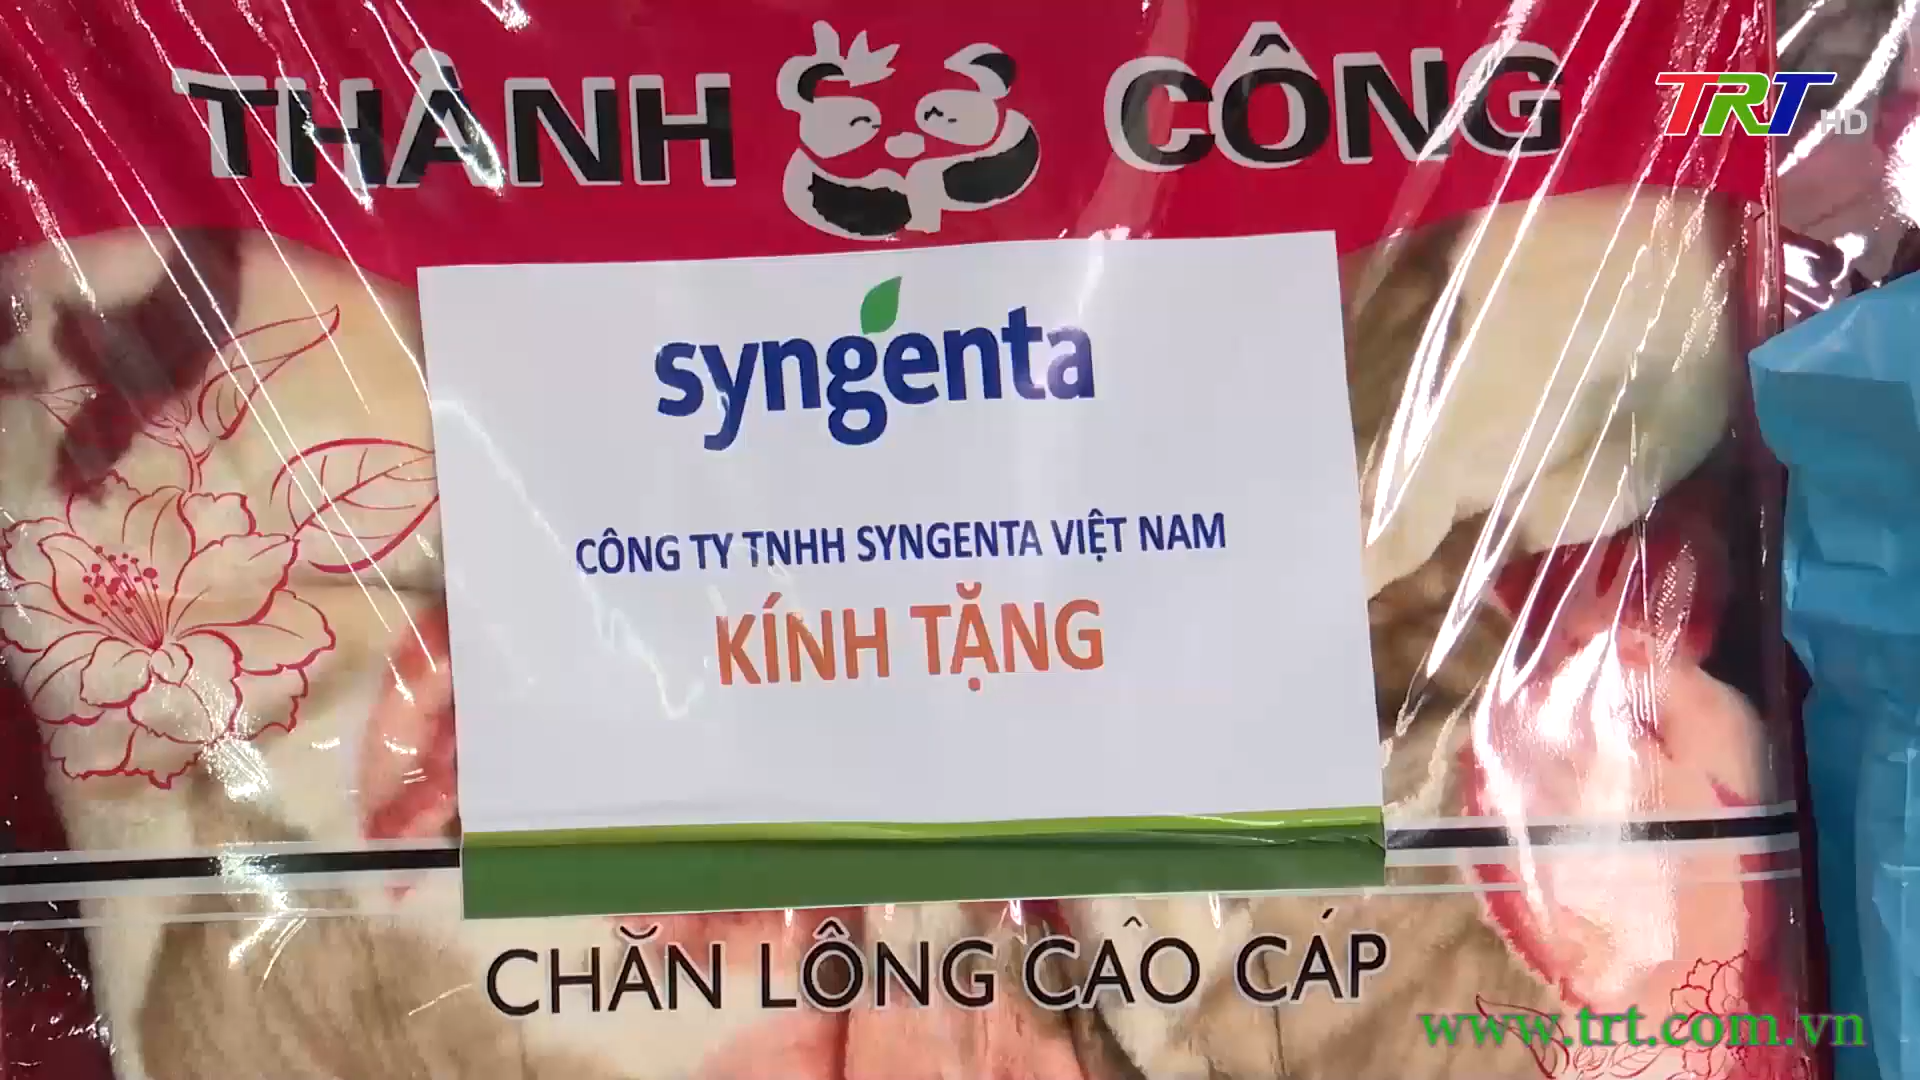 THÀNH CÔNG
TRT HD
syngenta
CÔNG TY TNHH SYNGENTA VIỆT NAM
KÍNH TẶNG
CHĂN LÔNG CAO CẤP
www.trt.com.vn